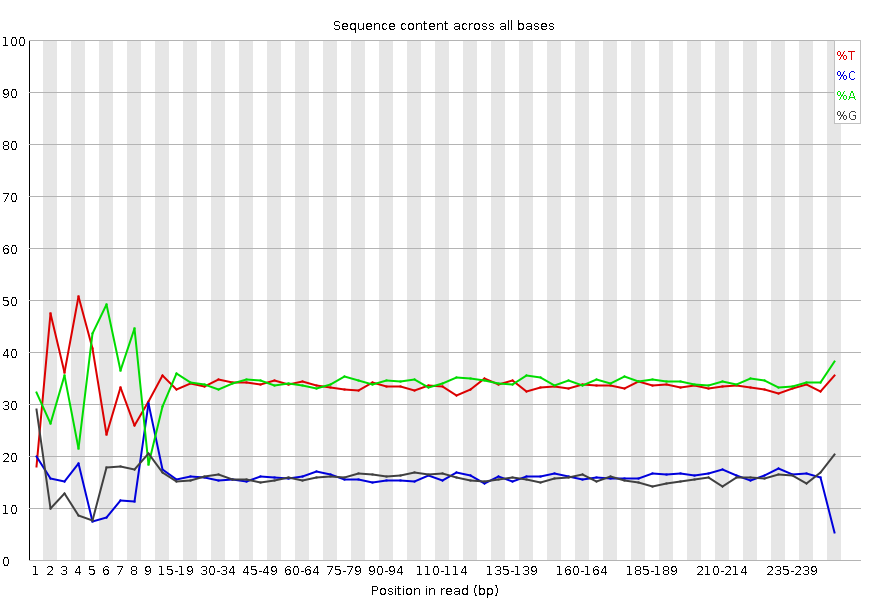 Sequence content across all bases
100
90
80
70
60
50
40
30
20
10
0
%T
%C
%A
%G
1 2 3 4 5 6 7 8 9 15-19 30-34 45-49 60-64 75-79 90-94 110-114 135-139 160-164 185-189 210-214 235-239
Position in read (bp)